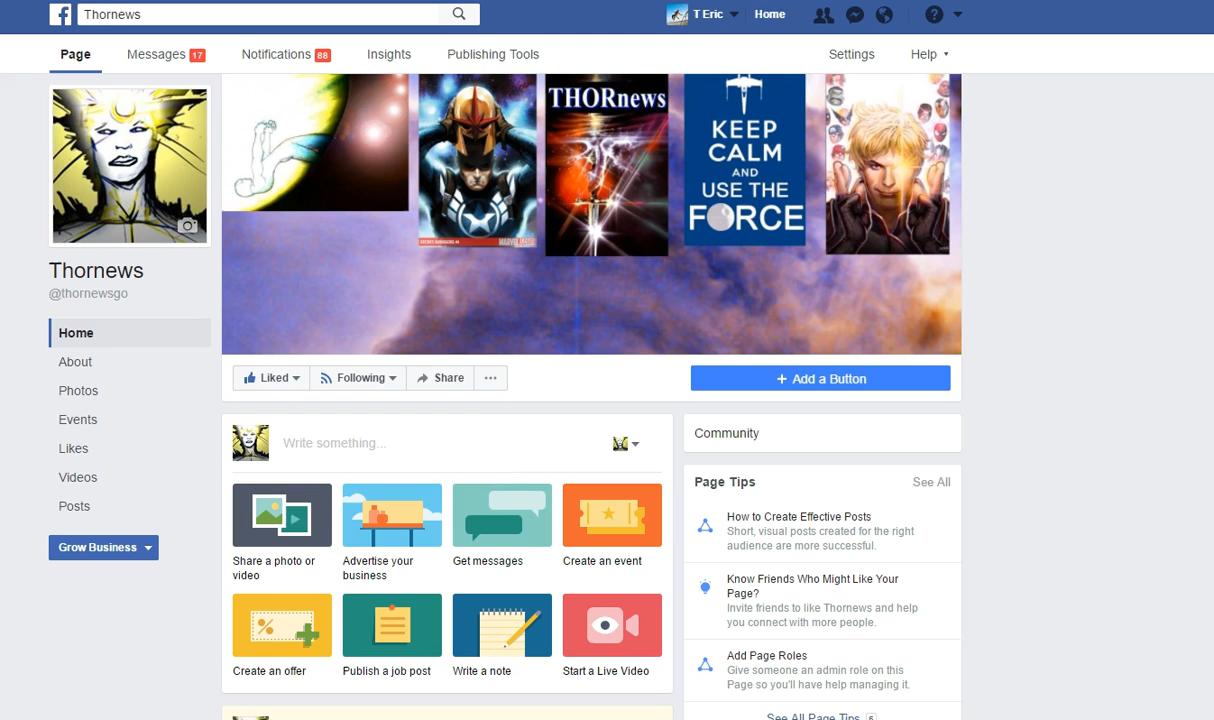 Thornews
T Eric
Home
Page
Messages 17
Notifications 88
Insights
Publishing Tools
Settings
Help
THORnews
KEEP
CALM
AND
USE THE
FORCE
MARVEL
Thornews
@thornewsgo
Home
About
Photos
Events
Likes
Videos
Posts
Grow Business
Liked
Following
Share
+ Add a Button
Write something...
Share a photo or
video
Advertise your
business
Get messages
Create an event
Create an offer
Publish a job post
Write a note
Start a Live Video
Community
Page Tips
See All
How to Create Effective Posts
Short, visual posts created for the right
audience are more successful.
Know Friends Who Might Like Your
Page?
Invite friends to like Thornews and help
you connect with more people.
Add Page Roles
Give someone an admin role on this
Page so you'll have help managing it.
See All Page Tips 6